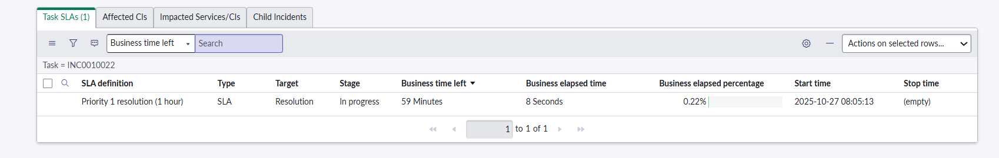 Task SLAs (1) Affected CIs Impacted Services/CIs Child Incidents
Business time left Search Actions on selected rows...
Task = INC0010022
SLA definition Type Target Stage Business time left Business elapsed time Business elapsed percentage Start time Stop time
Priority 1 resolution (1 hour) SLA Resolution In progress 59 Minutes 8 Seconds 0.22% 2025-10-27 08:05:13 (empty)
1 to 1 of 1